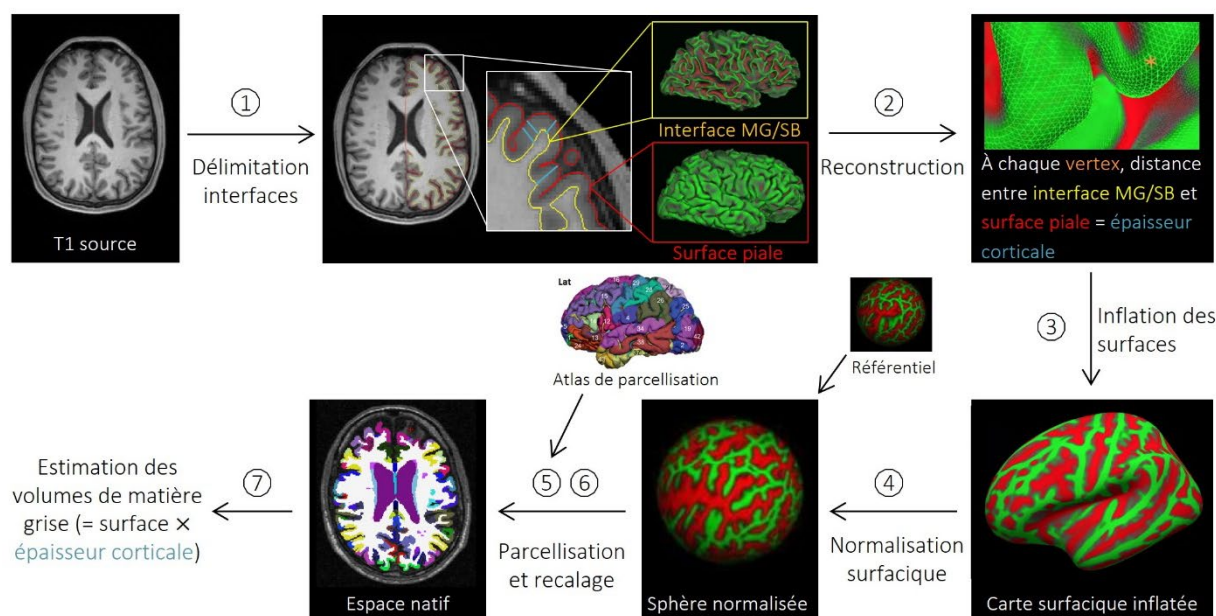 T1 source
①
Délimitation
interfaces
Interface MG/SB
Surface piale
②
Reconstruction
À chaque vertex, distance
entre interface MG/SB et
surface piale = épaisseur
corticale
③
Inflation des
surfaces
Lat
Atlas de parcellisation
Référentiel
Carte surfacique inflatée
④
Normalisation
surfacique
Sphère normalisée
⑤ ⑥
Parcellisation
et recalage
Espace natif
⑦
Estimation des
volumes de matière
grise (= surface ×
épaisseur corticale)